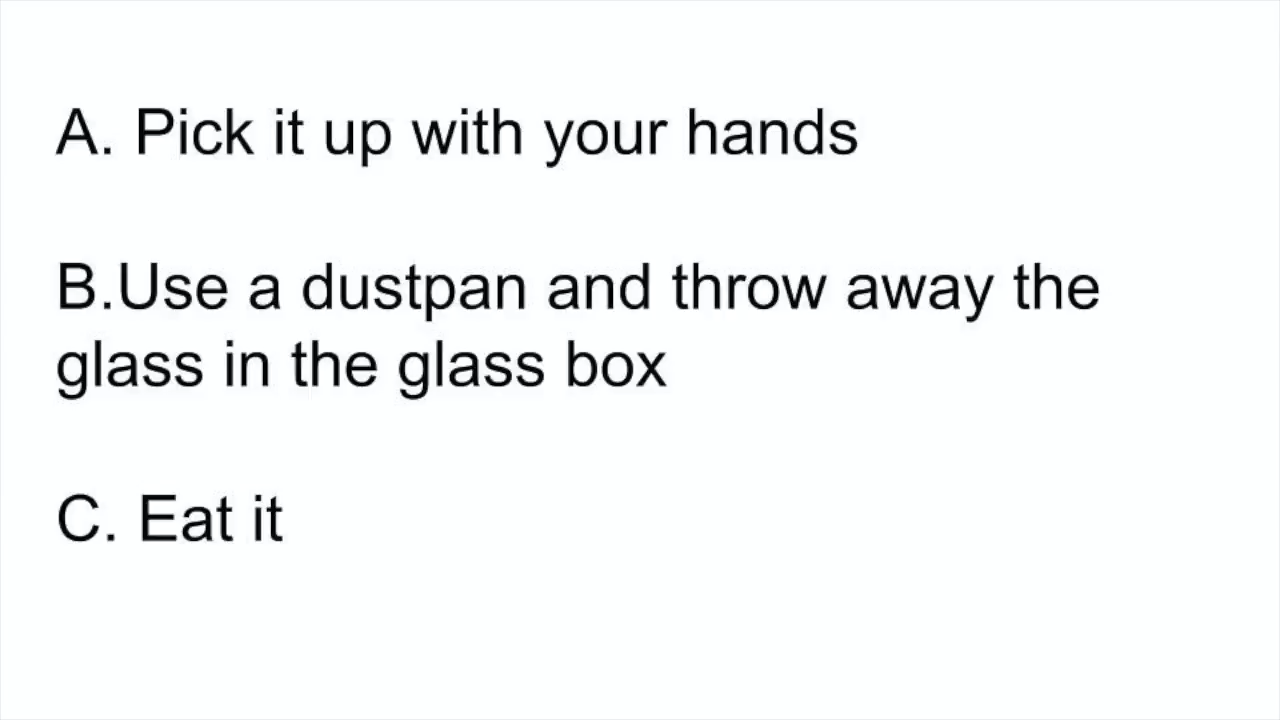 A. Pick it up with your hands
B.Use a dustpan and throw away the
glass in the glass box
C. Eat it